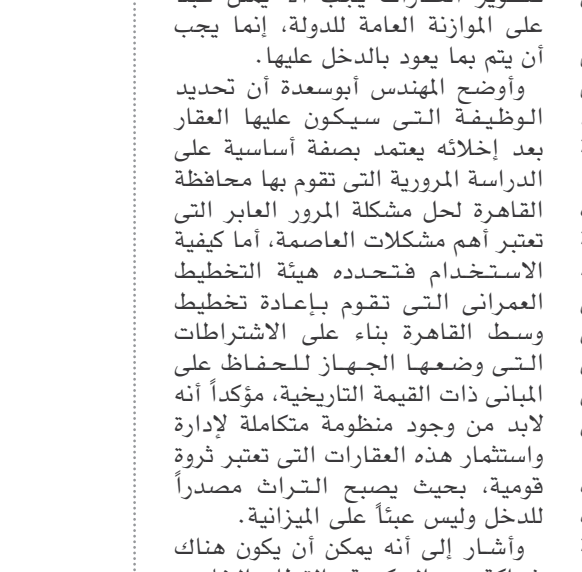 على الموازنة العامة للدولة، إنما يجب
أن يتم بما يعود بالدخل عليها.
وأوضح المهندس أبوسعدة أن تحديد
الوظيفة التى سيكون عليها العقار
بعد إخلائه يعتمد بصفة أساسية على
الدراسة المرورية التى تقوم بها محافظة
القاهرة لحل مشكلة المرور العابر التى
تعتبر أهم مشكلات العاصمة، أما كيفية
الاستخدام فتحدده هيئة التخطيط
العمرانى التى تقوم بإعادة تخطيط
وسط القاهرة بناء على الاشتراطات
التى وضعها الجهاز للحفاظ على
المبانى ذات القيمة التاريخية، مؤكداً أنه
لابد من وجود منظومة متكاملة لإدارة
واستثمار هذه العقارات التى تعتبر ثروة
قومية، بحيث يصبح التراث مصدراً
للدخل وليس عبئاً على الميزانية.
وأشار إلى أنه يمكن أن يكون هناك